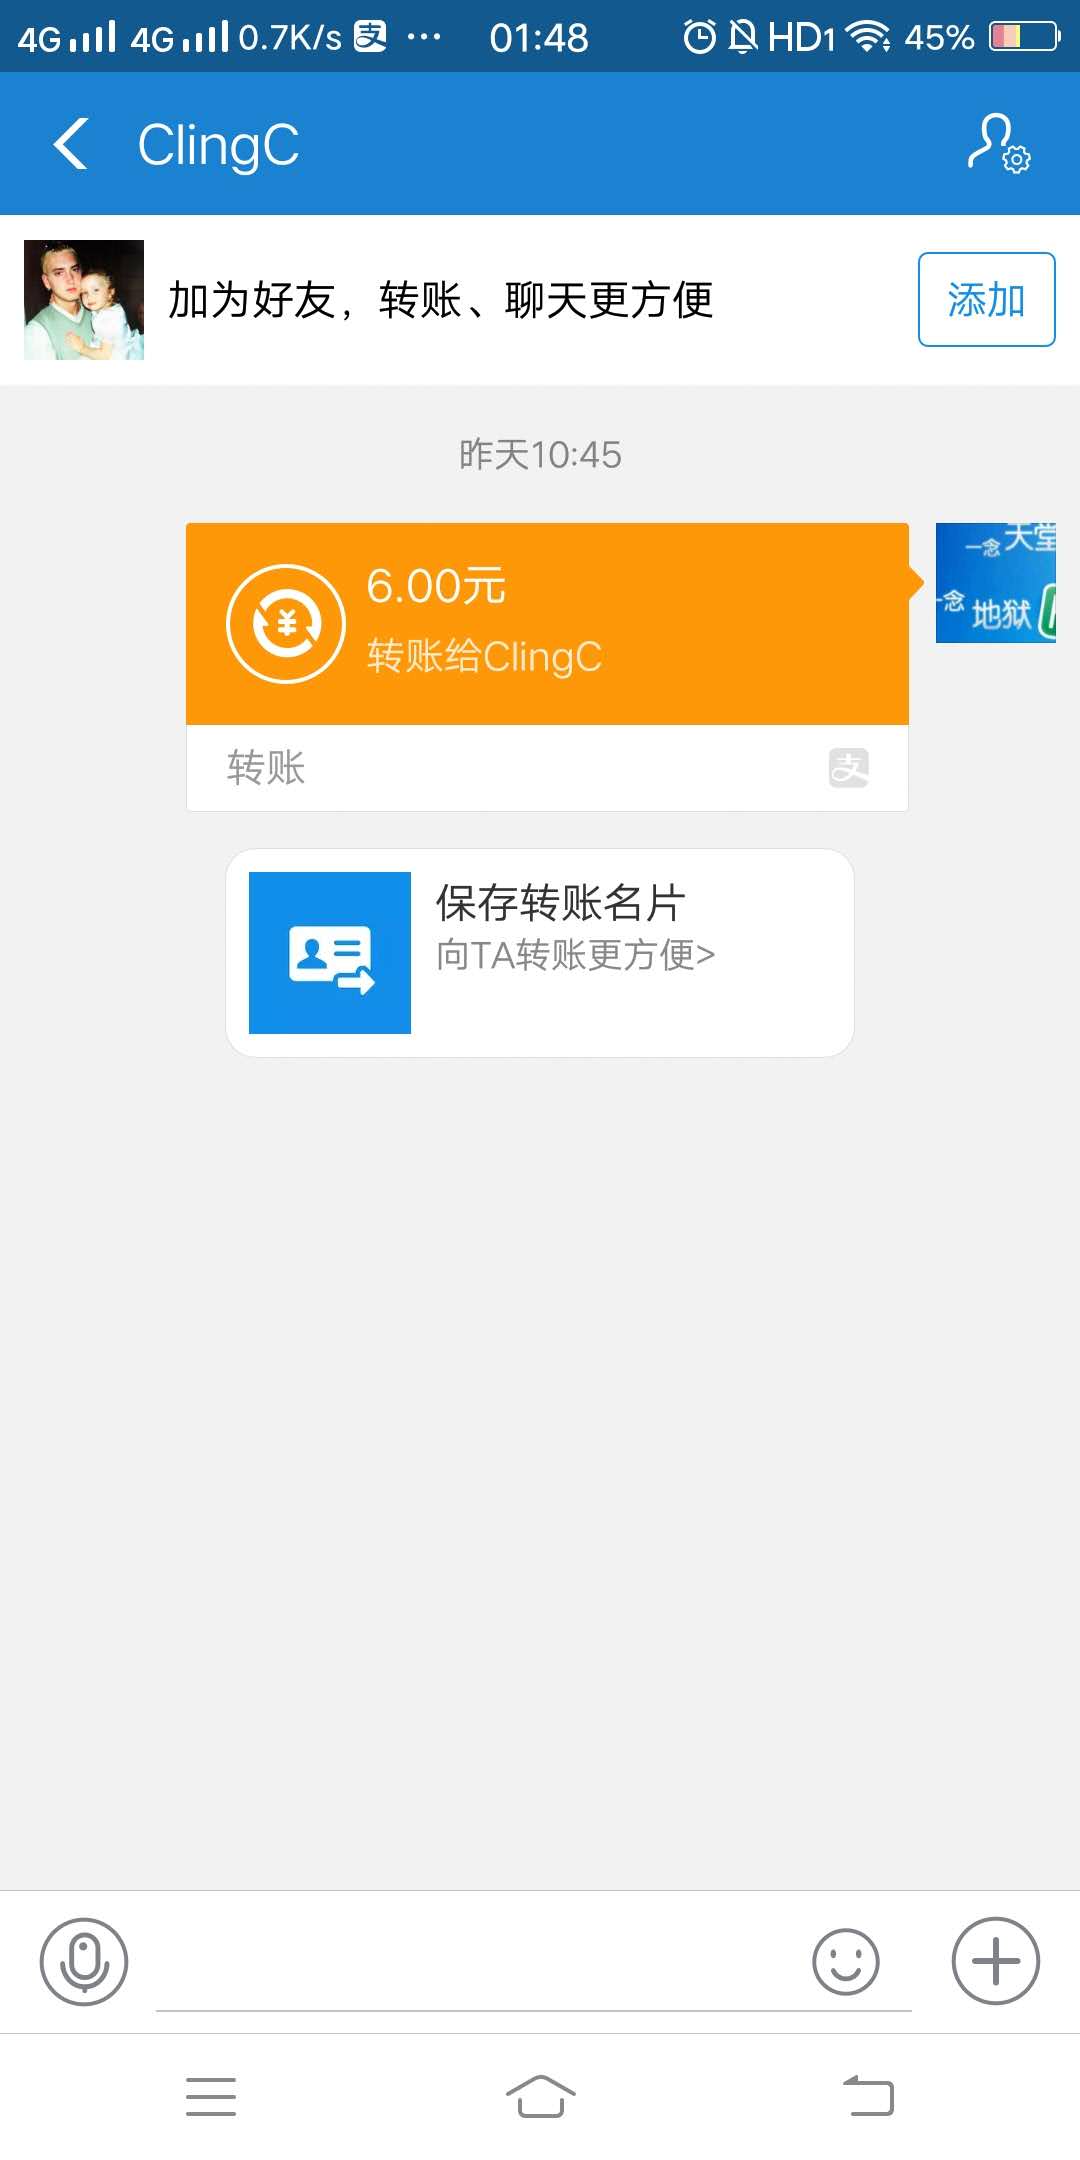 4G 4G 0.7K/s 支 ··· 01:48 HD1 45%
ClingC
加为好友，转账、聊天更方便
添加
昨天10:45
6.00元
转账给ClingC
一念天堂
一念
地狱
转账
支
保存转账名片
向TA转账更方便>